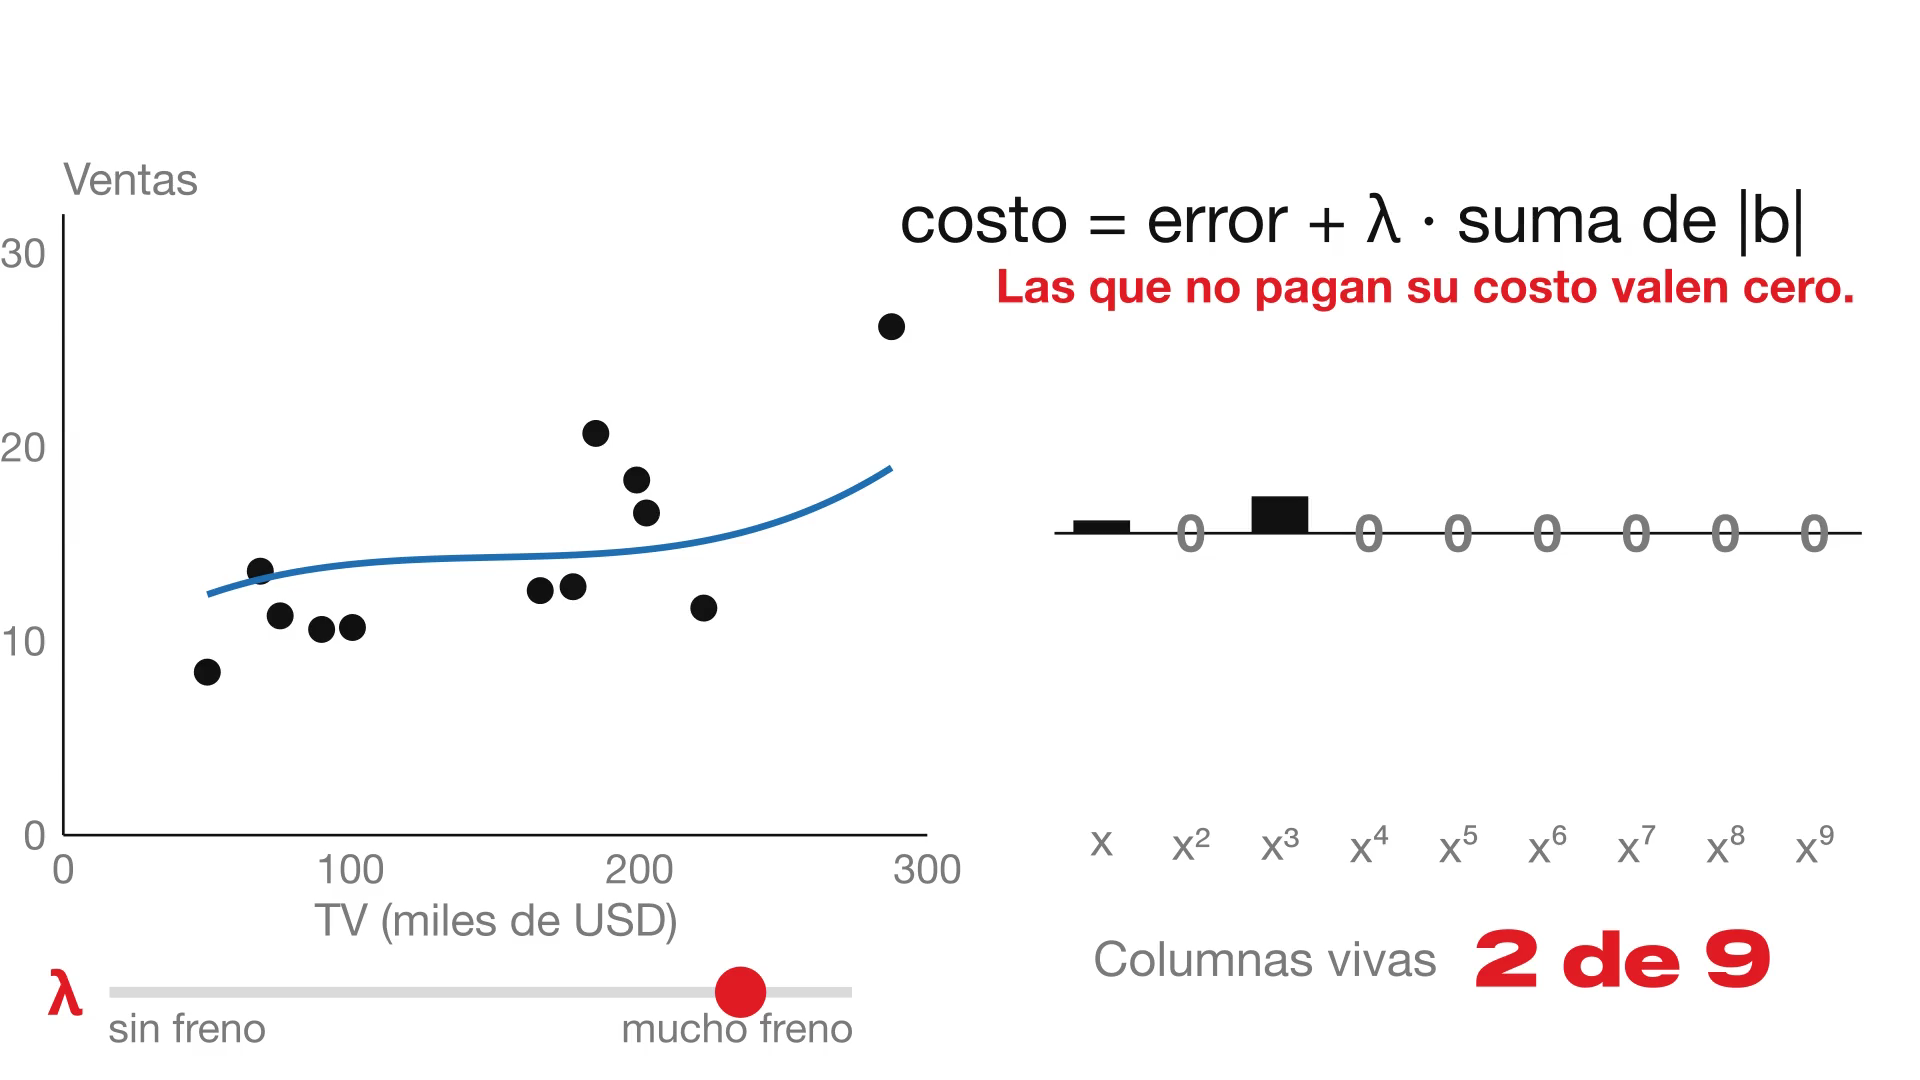 Ventas
30
20
10
0
0 100 200 300
TV (miles de USD)
λ
sin freno mucho freno
costo = error + λ · suma de |b|
Las que no pagan su costo valen cero.
0 0 0 0 0 0 0
x x² x³ x⁴ x⁵ x⁶ x⁷ x⁸ x⁹
Columnas vivas 2 de 9